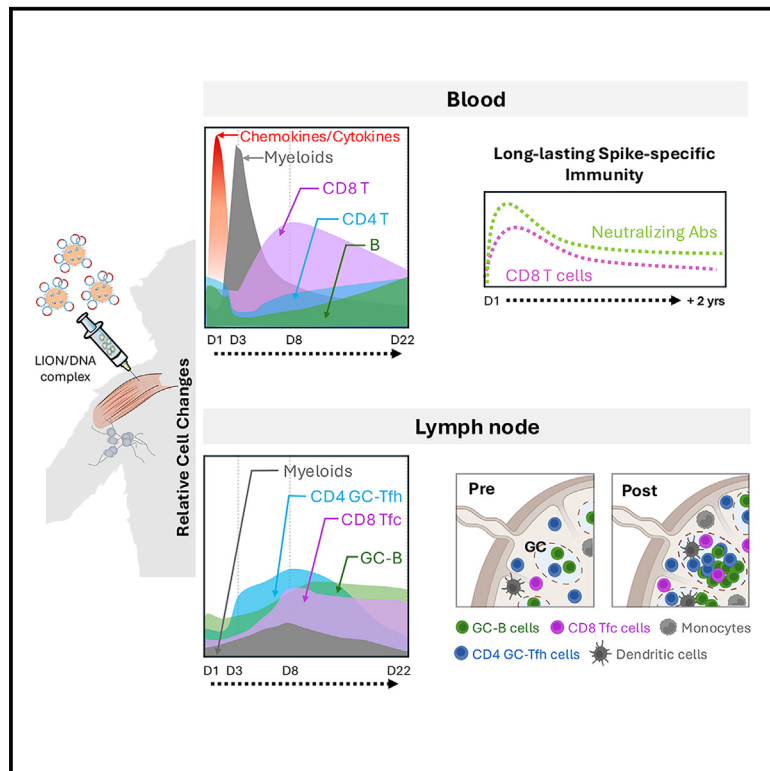 Blood
Chemokines/Cytokines
Myeloids
CD8 T
CD4 T
B
D1 D3 D8 D22
Long-lasting Spike-specific
Immunity
Neutralizing Abs
CD8 T cells
D1 + 2 yrs
LION/DNA
complex
Relative Cell Changes
Lymph node
Myeloids
CD4 GC-Tfh
CD8 Tfc
GC-B
D1 D3 D8 D22
Pre
GC
Post
GC-B cells CD8 Tfc cells Monocytes
CD4 GC-Tfh cells Dendritic cells